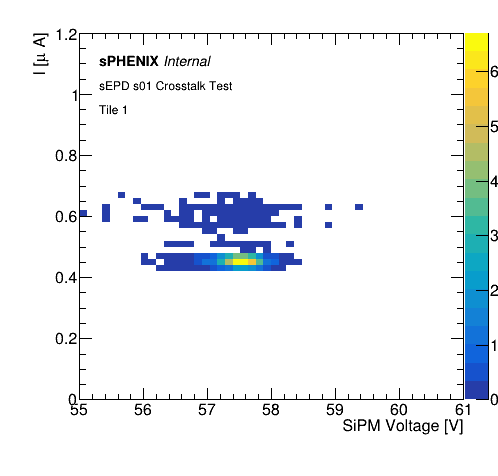 I [μ A]
sPHENIX Internal
sEPD s01 Crosstalk Test
Tile 1
1.2
1
0.8
0.6
0.4
0.2
0
55 56 57 58 59 60 61
SiPM Voltage [V]
6
5
4
3
2
1
0